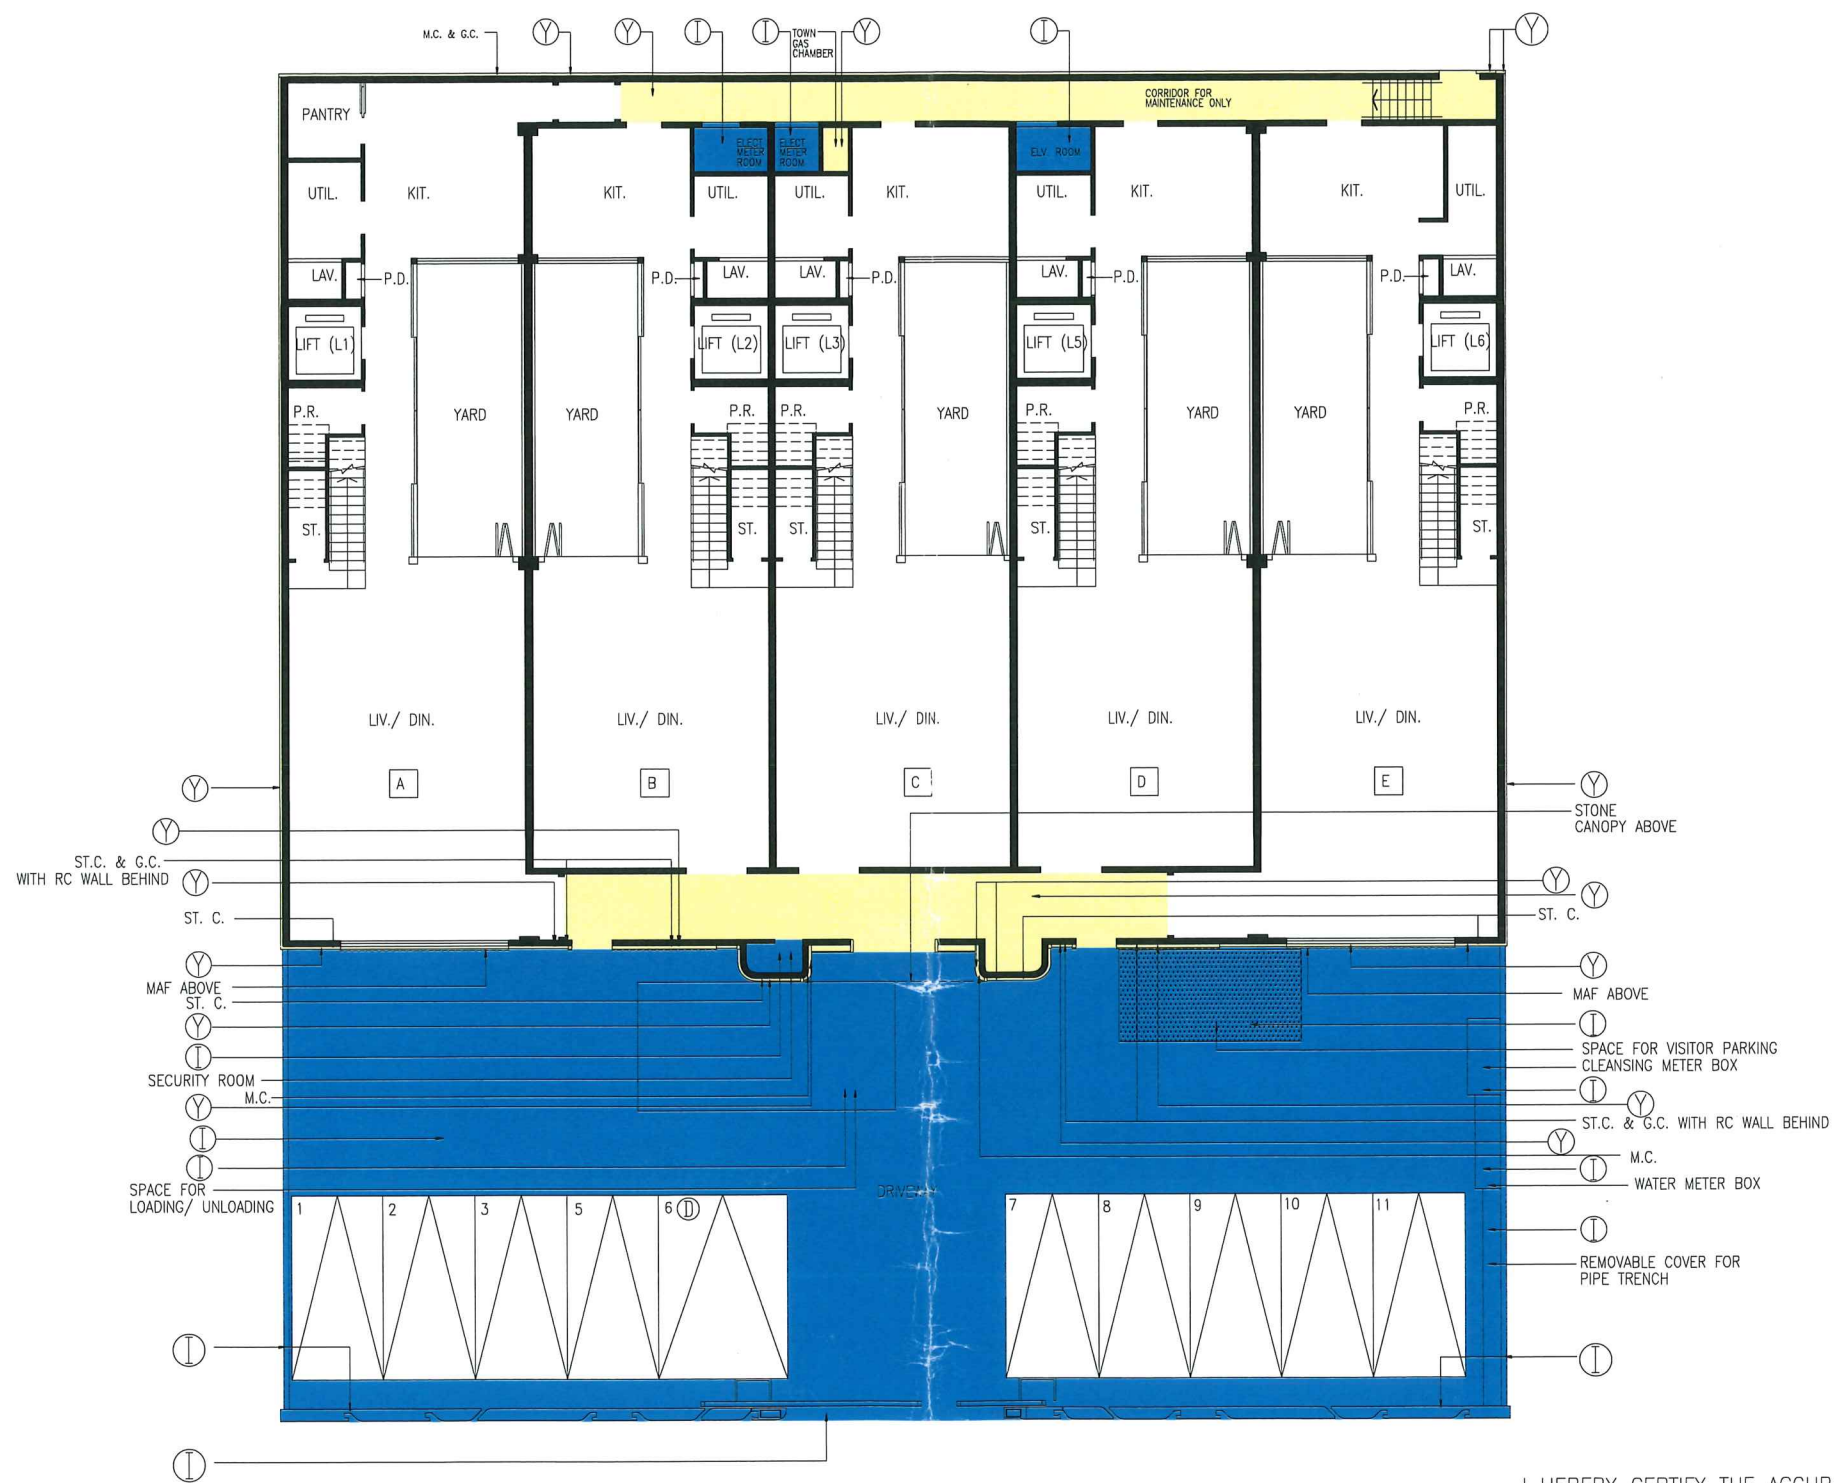 M.C. & G.C.
Y
Y
I
I
TOWN
GAS
CHAMBER
Y
I
Y
CORRIDOR FOR
MAINTENANCE ONLY
PANTRY
ELECT
METER
ROOM
ELECT
METER
ROOM
ELV. ROOM
UTIL.
KIT.
KIT.
UTIL.
UTIL.
KIT.
UTIL.
KIT.
KIT.
UTIL.
LAV.
P.D.
P.D.
LAV.
LAV.
P.D.
LAV.
P.D.
P.D.
LAV.
LIFT (L1)
LIFT (L2)
LIFT (L3)
LIFT (L5)
LIFT (L6)
P.R.
YARD
YARD
P.R.
P.R.
YARD
P.R.
YARD
YARD
P.R.
ST.
ST.
ST.
ST.
ST.
LIV./ DIN.
LIV./ DIN.
LIV./ DIN.
LIV./ DIN.
LIV./ DIN.
A
B
C
D
E
Y
Y
STONE
CANOPY ABOVE
Y
ST.C. & G.C.
WITH RC WALL BEHIND
Y
Y
Y
ST. C.
ST. C.
Y
MAF ABOVE
ST. C.
Y
I
SECURITY ROOM
M.C.
Y
I
I
SPACE FOR
LOADING/ UNLOADING
Y
MAF ABOVE
I
SPACE FOR VISITOR PARKING
CLEANSING METER BOX
I
Y
ST.C. & G.C. WITH RC WALL BEHIND
Y
M.C.
I
WATER METER BOX
I
REMOVABLE COVER FOR
PIPE TRENCH
1
2
3
5
6
D
7
8
9
10
11
I
I
I
I HEREBY CERTIFY THE